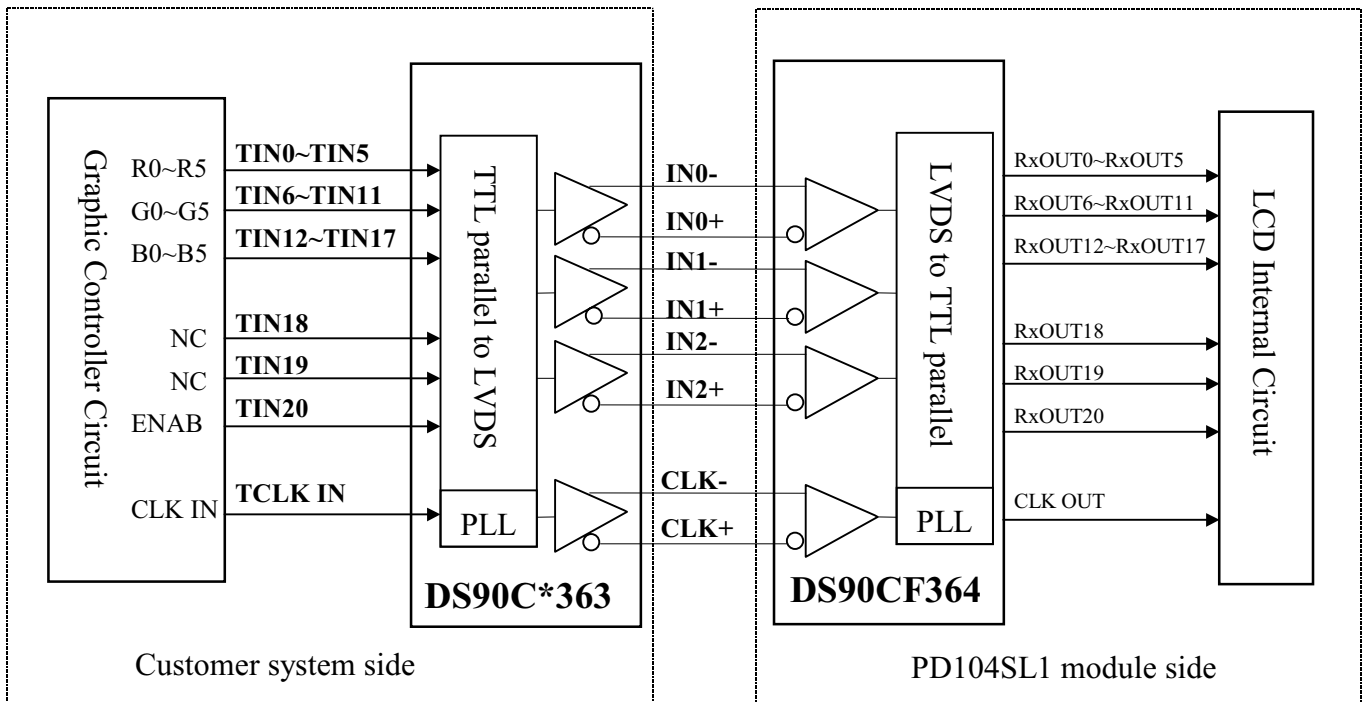 Graphic Controller Circuit
R0~R5
G0~G5
B0~B5
NC
NC
ENAB
CLK IN
TIN0~TIN5
TIN6~TIN11
TIN12~TIN17
TIN18
TIN19
TIN20
TCLK IN
TTL parallel to LVDS
PLL
DS90C*363
IN0-
IN0+
IN1-
IN1+
IN2-
IN2+
CLK-
CLK+
LVDS to TTL parallel
PLL
DS90CF364
RxOUT0~RxOUT5
RxOUT6~RxOUT11
RxOUT12~RxOUT17
RxOUT18
RxOUT19
RxOUT20
CLK OUT
LCD Internal Circuit
Customer system side
PD104SL1 module side